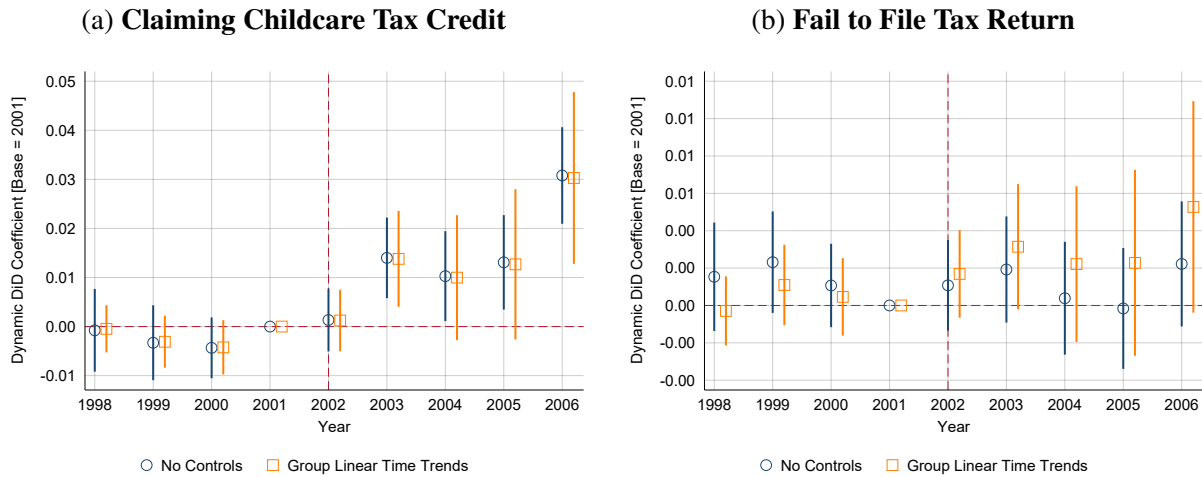 (a) Claiming Childcare Tax Credit
Dynamic DiD Coefficient [Base = 2001]
0.05
0.04
0.03
0.02
0.01
0.00
-0.01
1998 1999 2000 2001 2002 2003 2004 2005 2006
Year
No Controls Group Linear Time Trends
(b) Fail to File Tax Return
Dynamic DiD Coefficient [Base = 2001]
0.01
0.01
0.01
0.01
0.00
0.00
0.00
-0.00
-0.00
1998 1999 2000 2001 2002 2003 2004 2005 2006
Year
No Controls Group Linear Time Trends